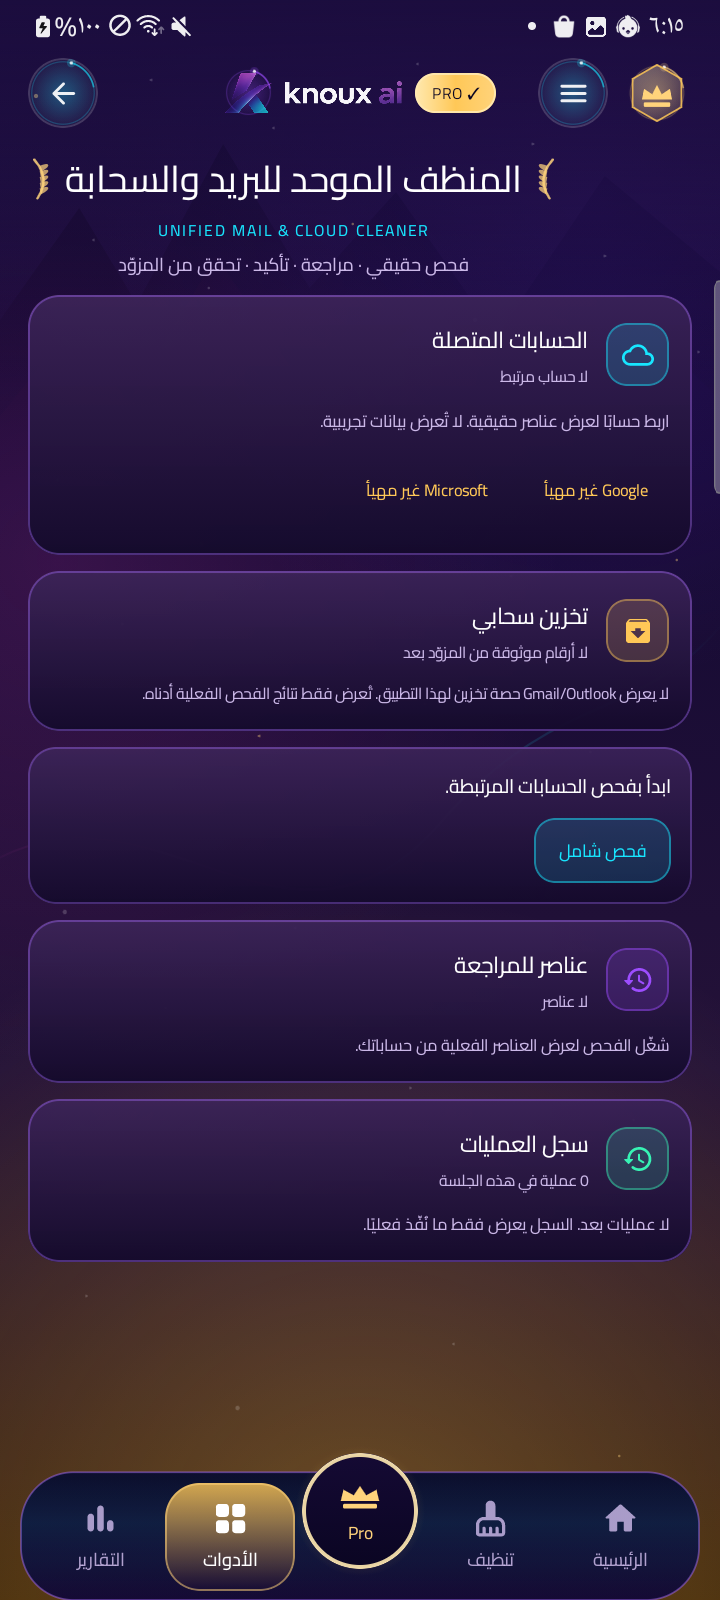 ٦:١٥
%١٠٠
knoux ai
PRO ✓
المنظف الموحد للبريد والسحابة
UNIFIED MAIL & CLOUD CLEANER
فحص حقيقي · مراجعة · تأكيد · تحقق من المزوّد
الحسابات المتصلة
لا حساب مرتبط
اربط حسابًا لعرض عناصر حقيقية. لا تُعرض بيانات تجريبية.
Google غير مهيأ
Microsoft غير مهيأ
تخزين سحابي
لا أرقام موثوقة من المزوّد بعد
لا يعرض Gmail/Outlook حصة تخزين لهذا التطبيق. تُعرض فقط نتائج الفحص الفعلية أدناه.
ابدأ بفحص الحسابات المرتبطة.
فحص شامل
عناصر للمراجعة
لا عناصر
شغّل الفحص لعرض العناصر الفعلية من حساباتك.
سجل العمليات
0 عملية في هذه الجلسة
لا عمليات بعد. السجل يعرض فقط ما نُفّذ فعليًا.
الرئيسية
تنظيف
Pro
الأدوات
التقارير